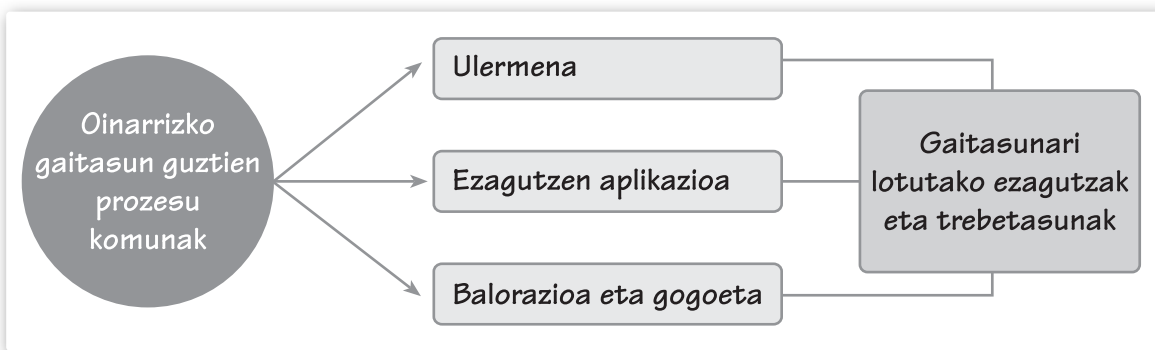 Oinarrizko
gaitasun guztien
prozesu
komunak
Ulermena
Ezagutzen aplikazioa
Balorazioa eta gogoeta
Gaitasunari
lotutako ezagutzak
eta trebetasunak